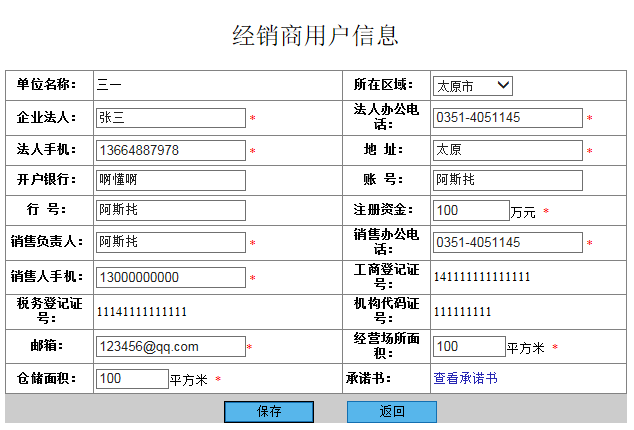 经销商用户信息
单位名称： 三一 所在区域： 太原市
企业法人： 张三 * 法人办公电话： 0351-4051145 *
法人手机： 13664887978 * 地 址： 太原 *
开户银行： 啊懂啊 账 号： 阿斯扥
行 号： 阿斯扥 注册资金： 100 万元 *
销售负责人： 阿斯扥 * 销售办公电话： 0351-4051145 *
销售人手机： 13000000000 * 工商登记证号： 141111111111111
税务登记证号： 11141111111111 机构代码证号： 111111111
邮箱： 123456@qq.com * 经营场所面积： 100 平方米 *
仓储面积： 100 平方米 * 承诺书： 查看承诺书
保存 返回